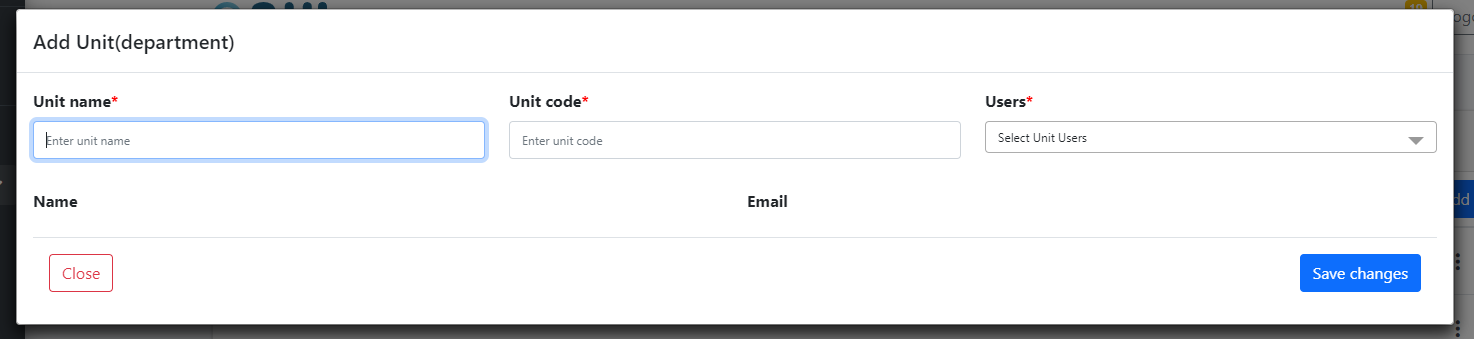 10
Add Unit(department)
Unit name* Unit code* Users*
Enter unit name Enter unit code Select Unit Users
Name Email
Close Save changes